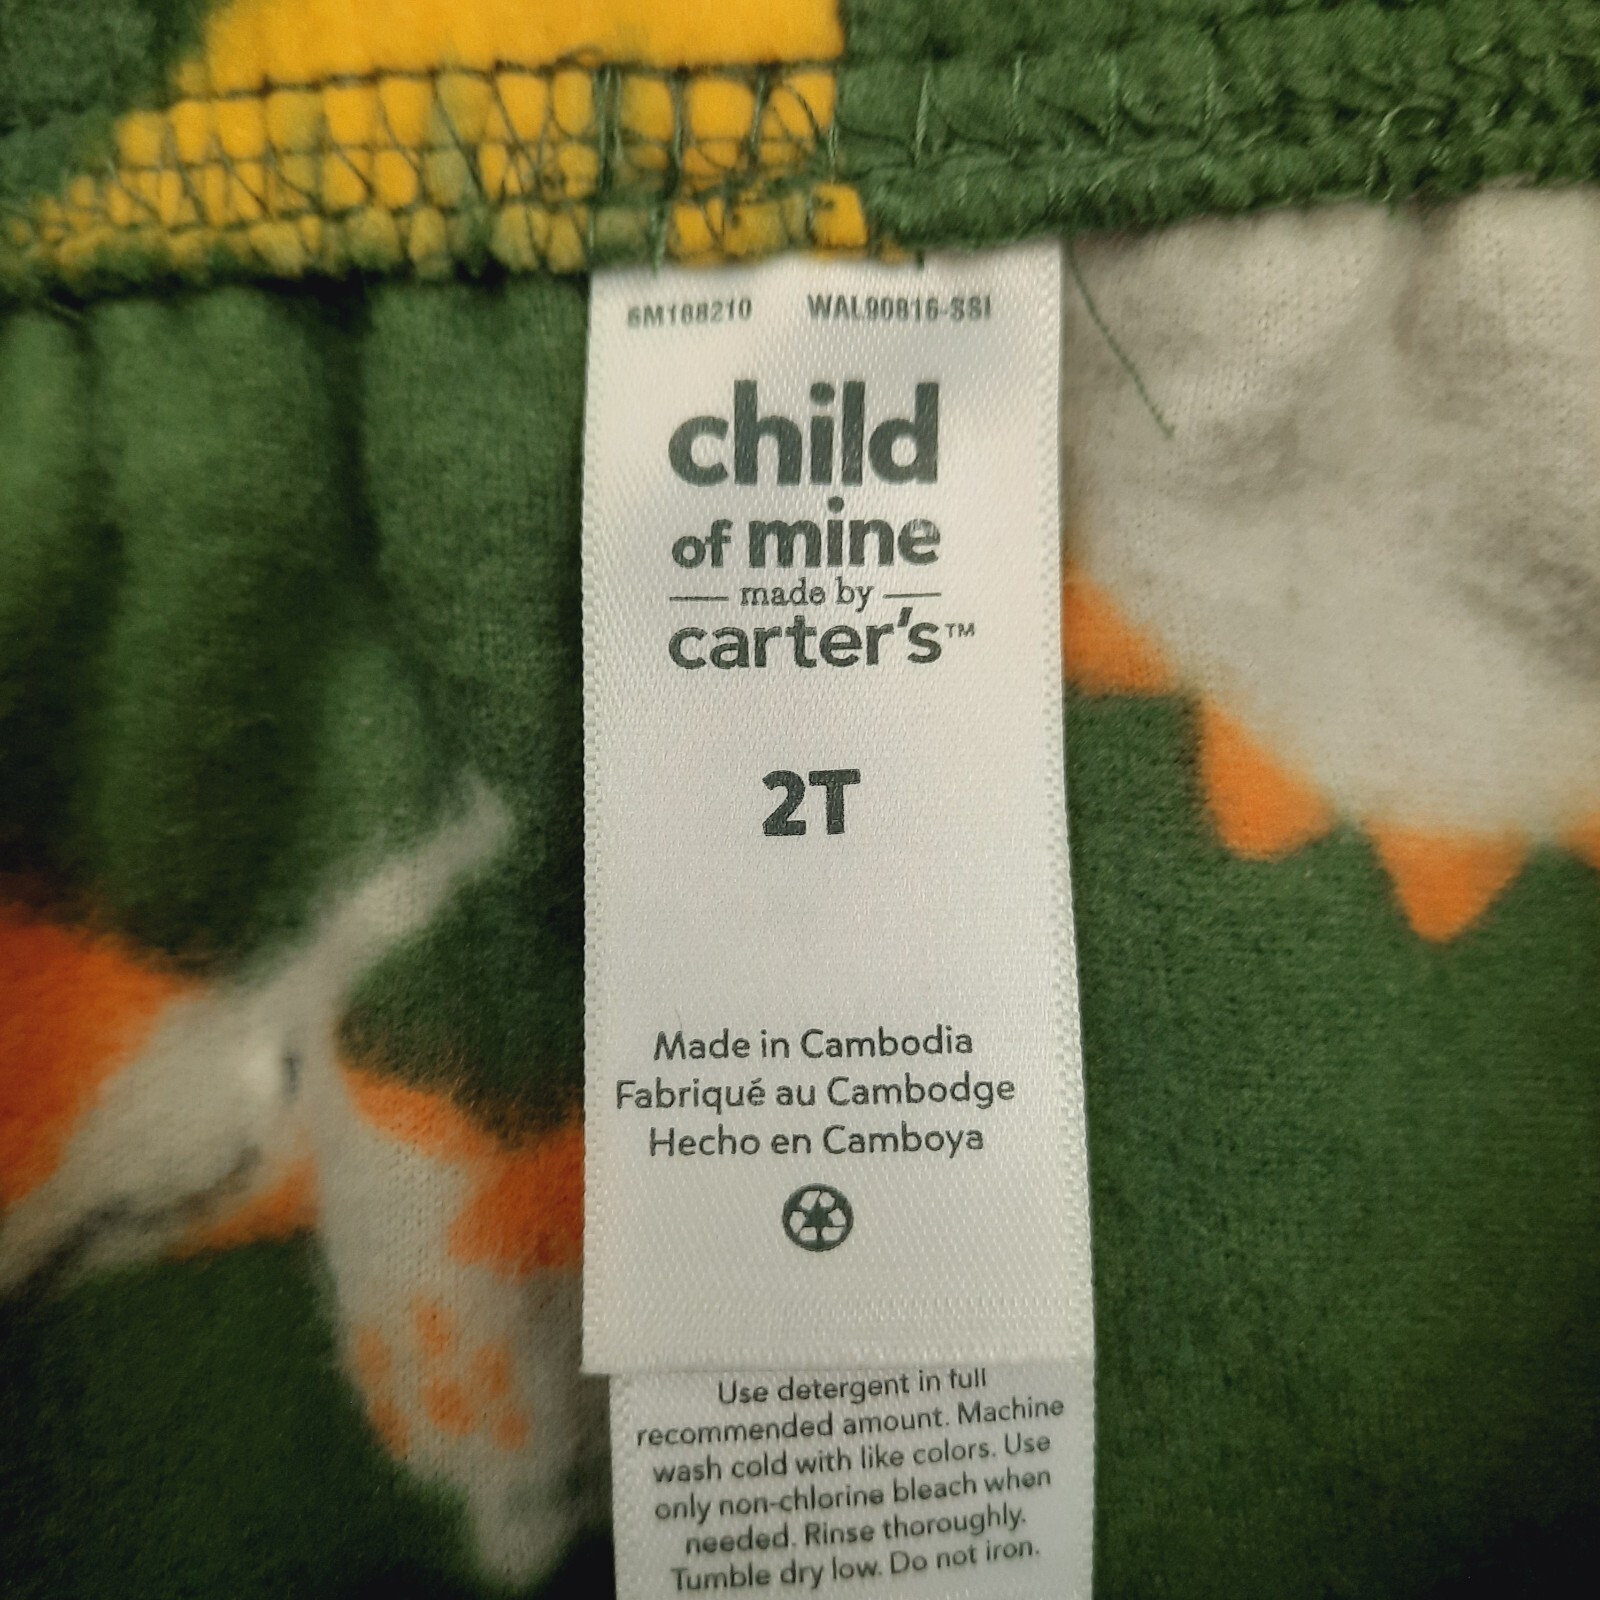 6M188210 WAL90816-SSI
child
of mine
made by
carter's™
2T
Made in Cambodia
Fabriqué au Cambodge
Hecho en Camboya
Use detergent in full
recommended amount. Machine
wash cold with like colors. Use
only non-chlorine bleach when
needed. Rinse thoroughly.
Tumble dry low. Do not iron.